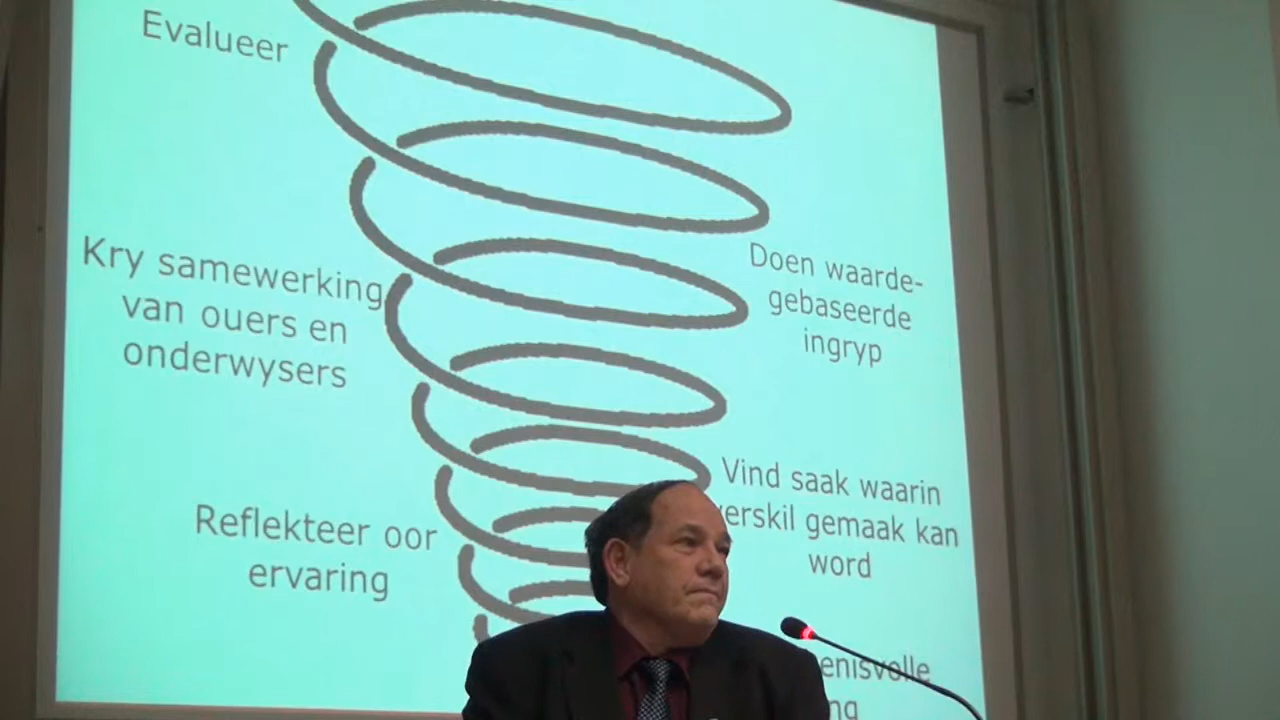 Evalueer
Kry samewerking
van ouers en
onderwysers
Doen waarde-
gebaseerde
ingryp
Vind saak waarin
verskil gemaak kan
word
Reflekteer oor
ervaring